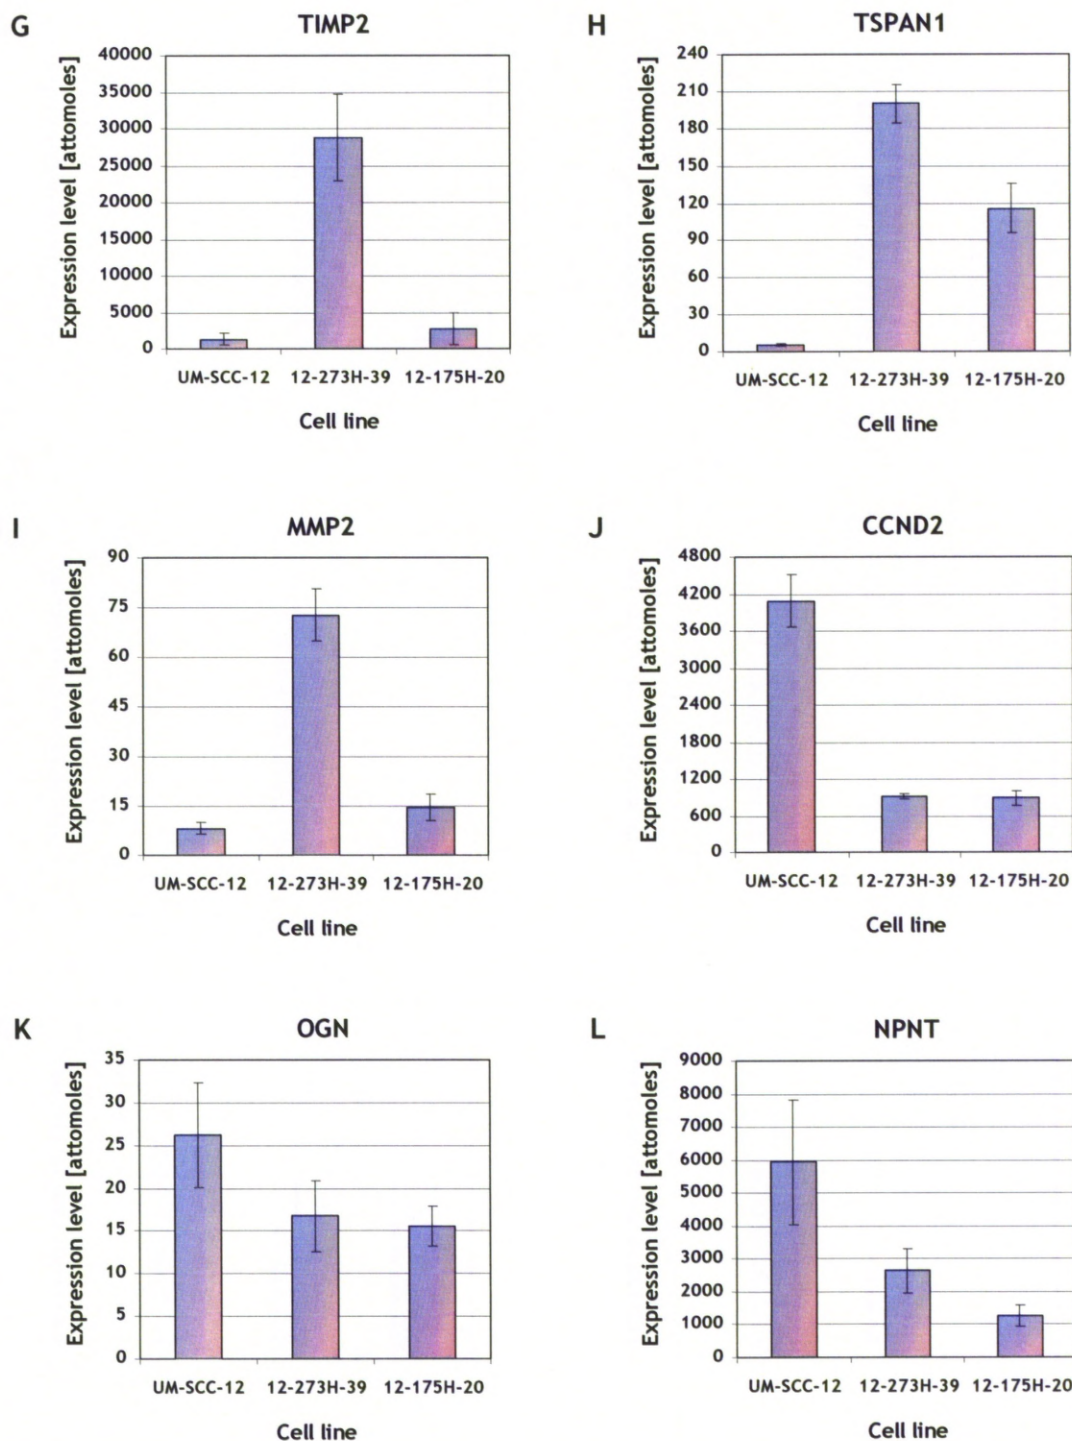 G
TIMP2
Expression level [attomoles]
40000
35000
30000
25000
20000
15000
10000
5000
0
UM-SCC-12 12-273H-39 12-175H-20
Cell line
H
TSPAN1
Expression level [attomoles]
240
210
180
150
120
90
60
30
0
UM-SCC-12 12-273H-39 12-175H-20
Cell line
I
MMP2
Expression level [attomoles]
90
75
60
45
30
15
0
UM-SCC-12 12-273H-39 12-175H-20
Cell line
J
CCND2
Expression level [attomoles]
4800
4200
3600
3000
2400
1800
1200
600
0
UM-SCC-12 12-273H-39 12-175H-20
Cell line
K
OGN
Expression level [attomoles]
35
30
25
20
15
10
5
0
UM-SCC-12 12-273H-39 12-175H-20
Cell line
L
NPNT
Expression level [attomoles]
9000
8000
7000
6000
5000
4000
3000
2000
1000
0
UM-SCC-12 12-273H-39 12-175H-20
Cell line